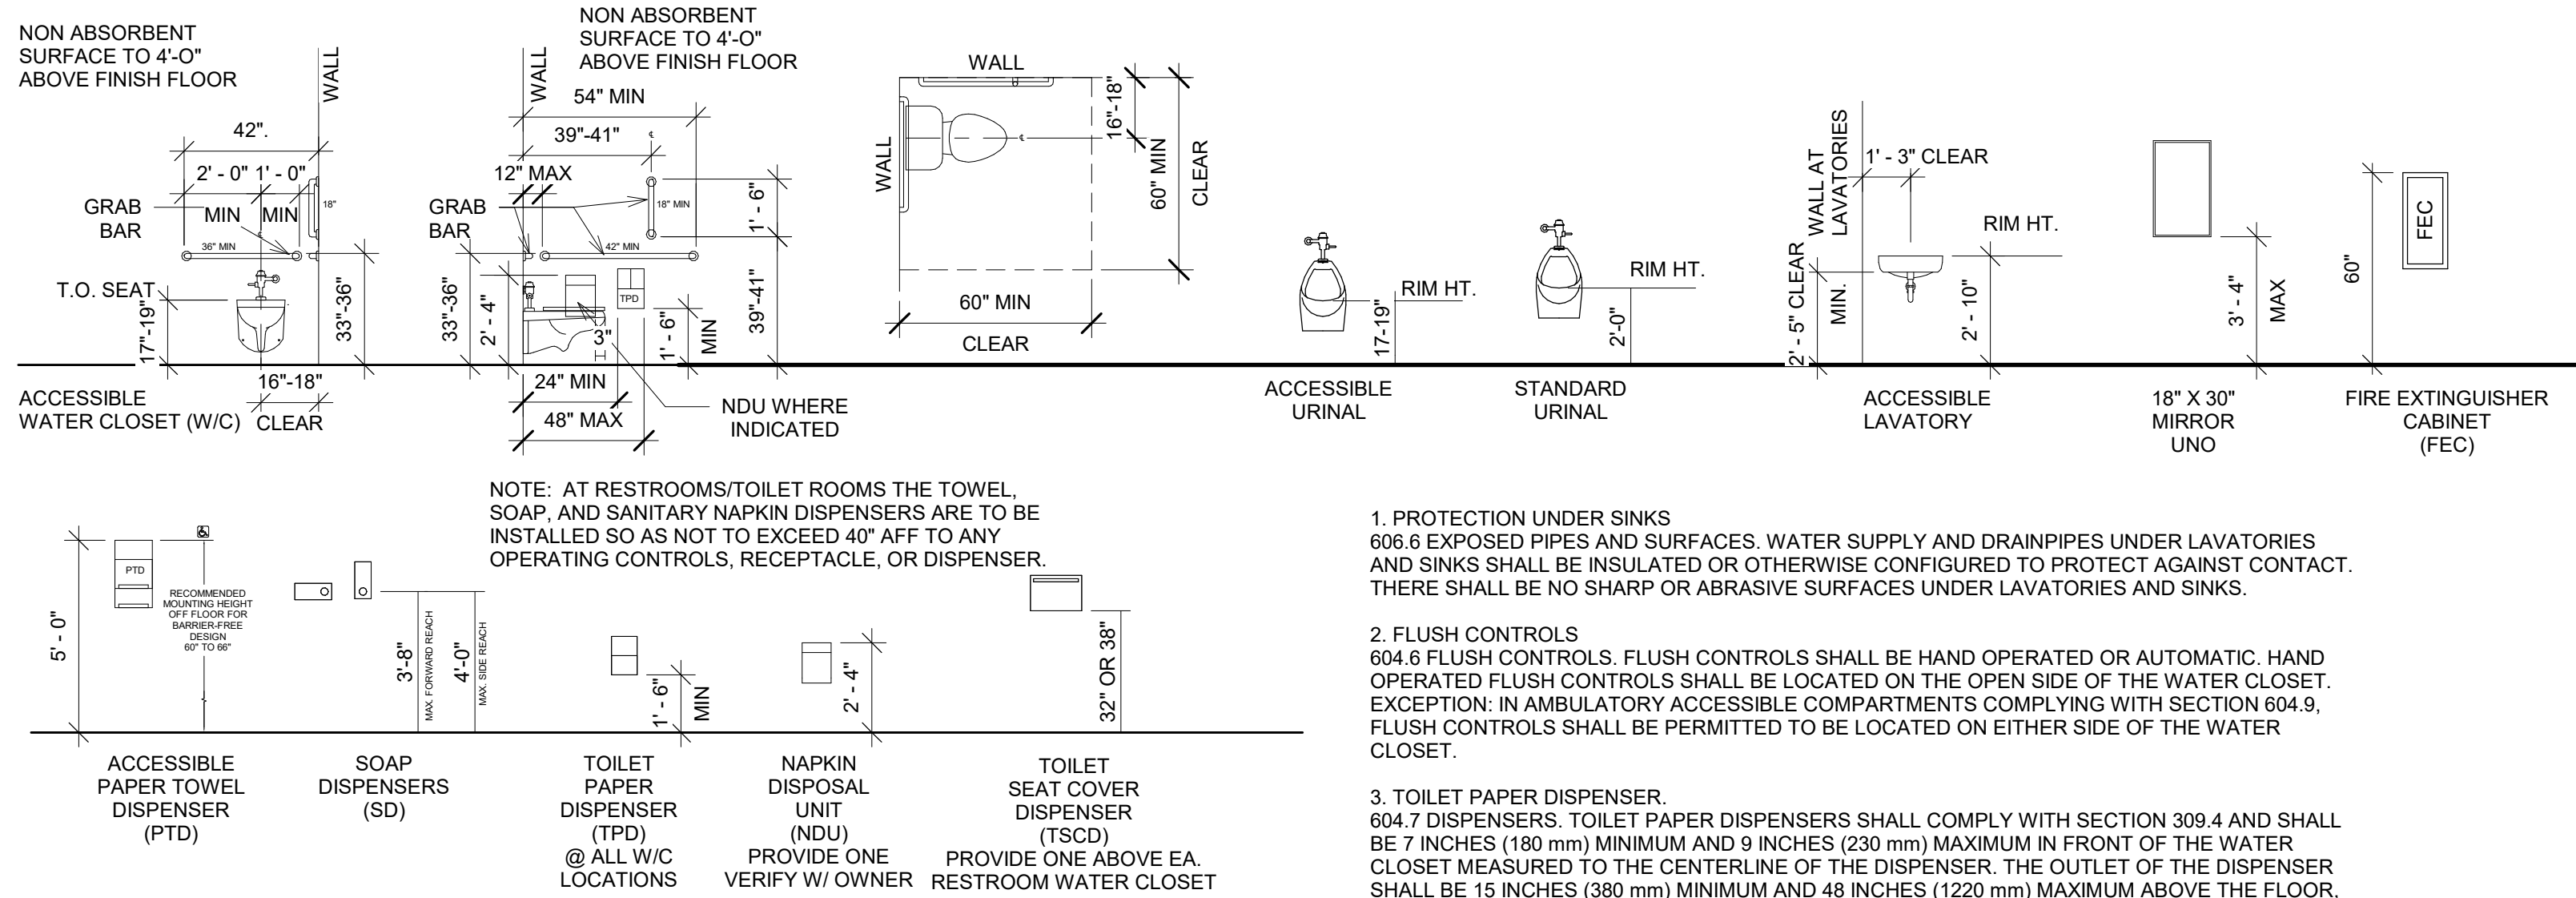 NON ABSORBENT
SURFACE TO 4'-O"
ABOVE FINISH FLOOR
WALL
42".
2' - 0" 1' - 0"
MIN MIN
GRAB
BAR
18"
36" MIN
T.O. SEAT
17"-19"
33"-36"
16"-18"
CLEAR
ACCESSIBLE
WATER CLOSET (W/C)
NON ABSORBENT
SURFACE TO 4'-O"
ABOVE FINISH FLOOR
WALL
54" MIN
39"-41"
12" MAX
GRAB
BAR
18" MIN
42" MIN
1' - 6"
39"-41"
33"-36"
2' - 4"
TPD
3"
1' - 6"
MIN
24" MIN
48" MAX
NDU WHERE
INDICATED
WALL
WALL
16"-18"
60" MIN
CLEAR
60" MIN
CLEAR
RIM HT.
17-19"
ACCESSIBLE
URINAL
RIM HT.
2'-0"
STANDARD
URINAL
WALL AT
LAVATORIES
1' - 3" CLEAR
RIM HT.
2' - 5" CLEAR
MIN.
2' - 10"
ACCESSIBLE
LAVATORY
3' - 4"
MAX
18" X 30"
MIRROR
UNO
60"
FEC
FIRE EXTINGUISHER
CABINET
(FEC)
NOTE: AT RESTROOMS/TOILET ROOMS THE TOWEL,
SOAP, AND SANITARY NAPKIN DISPENSERS ARE TO BE
INSTALLED SO AS NOT TO EXCEED 40" AFF TO ANY
OPERATING CONTROLS, RECEPTACLE, OR DISPENSER.
5' - 0"
PTD
RECOMMENDED
MOUNTING HEIGHT
OFF FLOOR FOR
BARRIER-FREE
DESIGN
60" TO 66"
ACCESSIBLE
PAPER TOWEL
DISPENSER
(PTD)
3'-8"
MAX. FORWARD REACH
4'-0"
MAX. SIDE REACH
SOAP
DISPENSERS
(SD)
1' - 6"
MIN
TOILET
PAPER
DISPENSER
(TPD)
@ ALL W/C
LOCATIONS
2' - 4"
NAPKIN
DISPOSAL
UNIT
(NDU)
PROVIDE ONE
VERIFY W/ OWNER
32" OR 38"
TOILET
SEAT COVER
DISPENSER
(TSCD)
PROVIDE ONE ABOVE EA.
RESTROOM WATER CLOSET
1. PROTECTION UNDER SINKS
606.6 EXPOSED PIPES AND SURFACES. WATER SUPPLY AND DRAINPIPES UNDER LAVATORIES
AND SINKS SHALL BE INSULATED OR OTHERWISE CONFIGURED TO PROTECT AGAINST CONTACT.
THERE SHALL BE NO SHARP OR ABRASIVE SURFACES UNDER LAVATORIES AND SINKS.
2. FLUSH CONTROLS
604.6 FLUSH CONTROLS. FLUSH CONTROLS SHALL BE HAND OPERATED OR AUTOMATIC. HAND
OPERATED FLUSH CONTROLS SHALL BE LOCATED ON THE OPEN SIDE OF THE WATER CLOSET.
EXCEPTION: IN AMBULATORY ACCESSIBLE COMPARTMENTS COMPLYING WITH SECTION 604.9,
FLUSH CONTROLS SHALL BE PERMITTED TO BE LOCATED ON EITHER SIDE OF THE WATER
CLOSET.
3. TOILET PAPER DISPENSER.
604.7 DISPENSERS. TOILET PAPER DISPENSERS SHALL COMPLY WITH SECTION 309.4 AND SHALL
BE 7 INCHES (180 mm) MINIMUM AND 9 INCHES (230 mm) MAXIMUM IN FRONT OF THE WATER
CLOSET MEASURED TO THE CENTERLINE OF THE DISPENSER. THE OUTLET OF THE DISPENSER
SHALL BE 15 INCHES (380 mm) MINIMUM AND 48 INCHES (1220 mm) MAXIMUM ABOVE THE FLOOR,